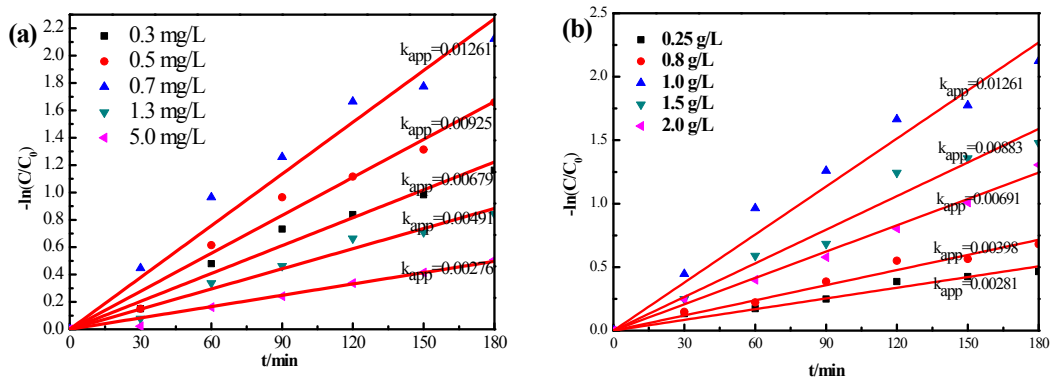 (a)
0.3 mg/L
0.5 mg/L
0.7 mg/L
1.3 mg/L
5.0 mg/L
k_app=0.01261
k_app=0.00925
k_app=0.00679
k_app=0.00491
k_app=0.00276
-ln(C/C₀)
2.2
2.0
1.8
1.6
1.4
1.2
1.0
0.8
0.6
0.4
0.2
0.0
0 30 60 90 120 150 180
t/min
(b)
0.25 g/L
0.8 g/L
1.0 g/L
1.5 g/L
2.0 g/L
k_app=0.01261
k_app=0.00883
k_app=0.00691
k_app=0.00398
k_app=0.00281
-ln(C/C₀)
2.5
2.0
1.5
1.0
0.5
0.0
0 30 60 90 120 150 180
t/min